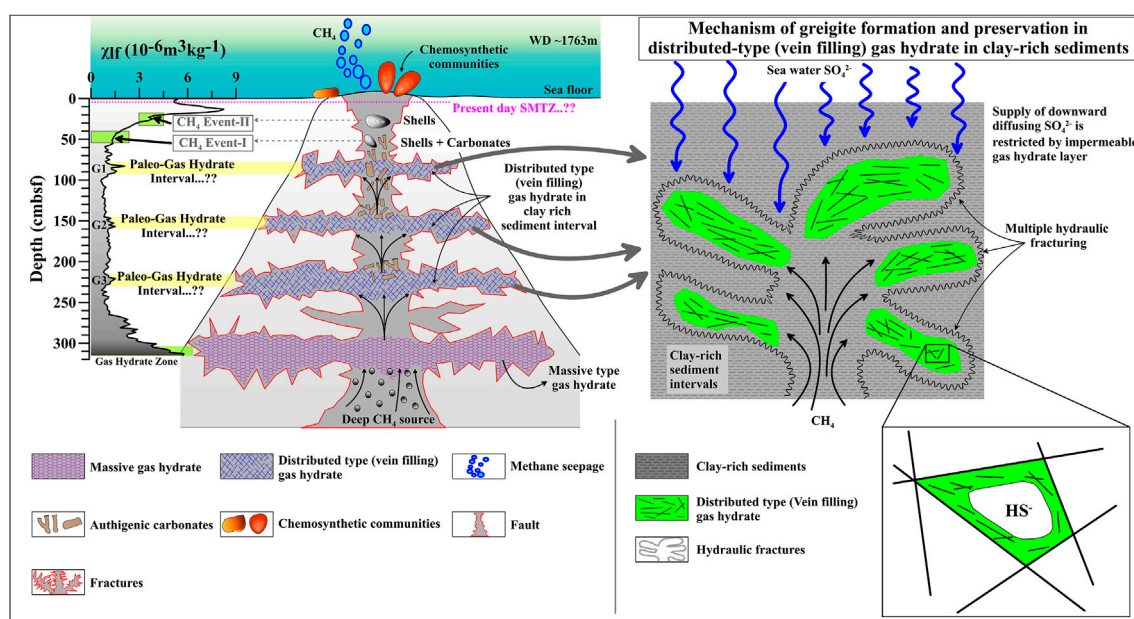 χlf (10-6m3kg-1)
0 3 6 9
Depth (cmbsf)
0
50
100
150
200
250
300
G1
G2
G3
CH4
WD ~1763m
Chemosynthetic
communities
Sea floor
Present day SMTZ..??
CH4 Event-II
CH4 Event-I
Shells
Shells + Carbonates
Paleo-Gas Hydrate
Interval...??
Paleo-Gas Hydrate
Interval...??
Paleo-Gas Hydrate
Interval...??
Distributed type
(vein filling)
gas hydrate in
clay rich
sediment interval
Gas Hydrate Zone
Massive type
gas hydrate
Deep CH4 source
Massive gas hydrate
Distributed type (vein filling)
gas hydrate
Methane seepage
Authigenic carbonates
Chemosynthetic communities
Fault
Fractures
Mechanism of greigite formation and preservation in
distributed-type (vein filling) gas hydrate in clay-rich sediments
Sea water SO42-
Supply of downward
diffusing SO42- is
restricted by impermeable
gas hydrate layer
Multiple hydraulic
fracturing
Clay-rich
sediment
intervals
CH4
Clay-rich sediments
Distributed type (Vein filling)
gas hydrate
Hydraulic fractures
HS-